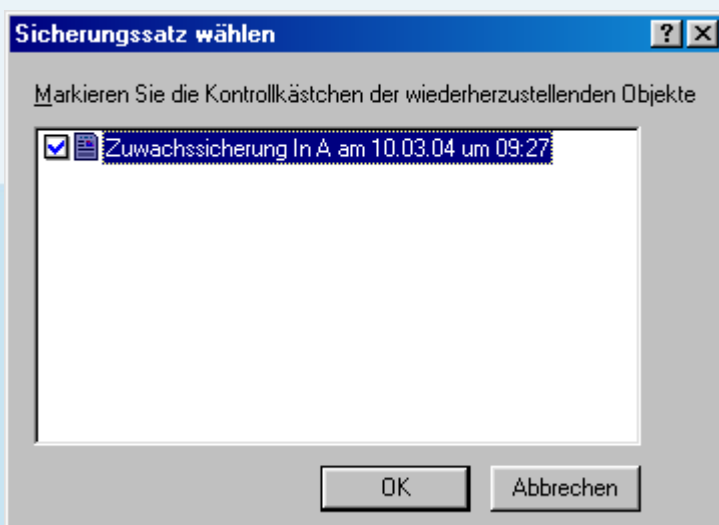 Sicherungssatz wählen
Markieren Sie die Kontrollkästchen der wiederherzustellenden Objekte
Zuwachssicherung In A am 10.03.04 um 09:27
OK Abbrechen